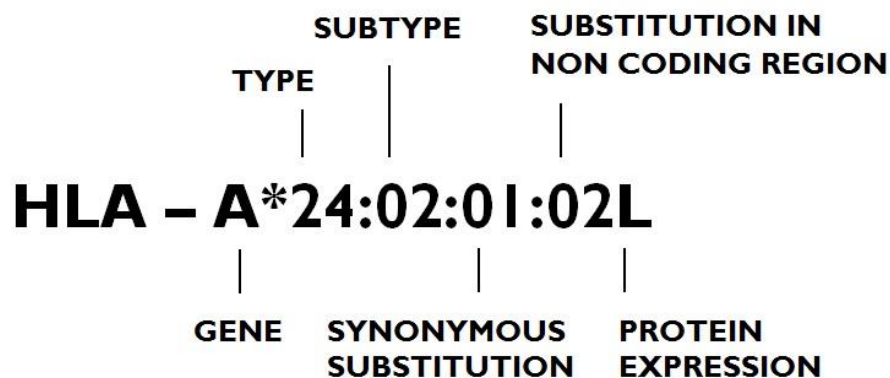 SUBTYPE
SUBSTITUTION IN
NON CODING REGION
TYPE
HLA – A*24:02:01:02L
GENE
SYNONYMOUS
SUBSTITUTION
PROTEIN
EXPRESSION